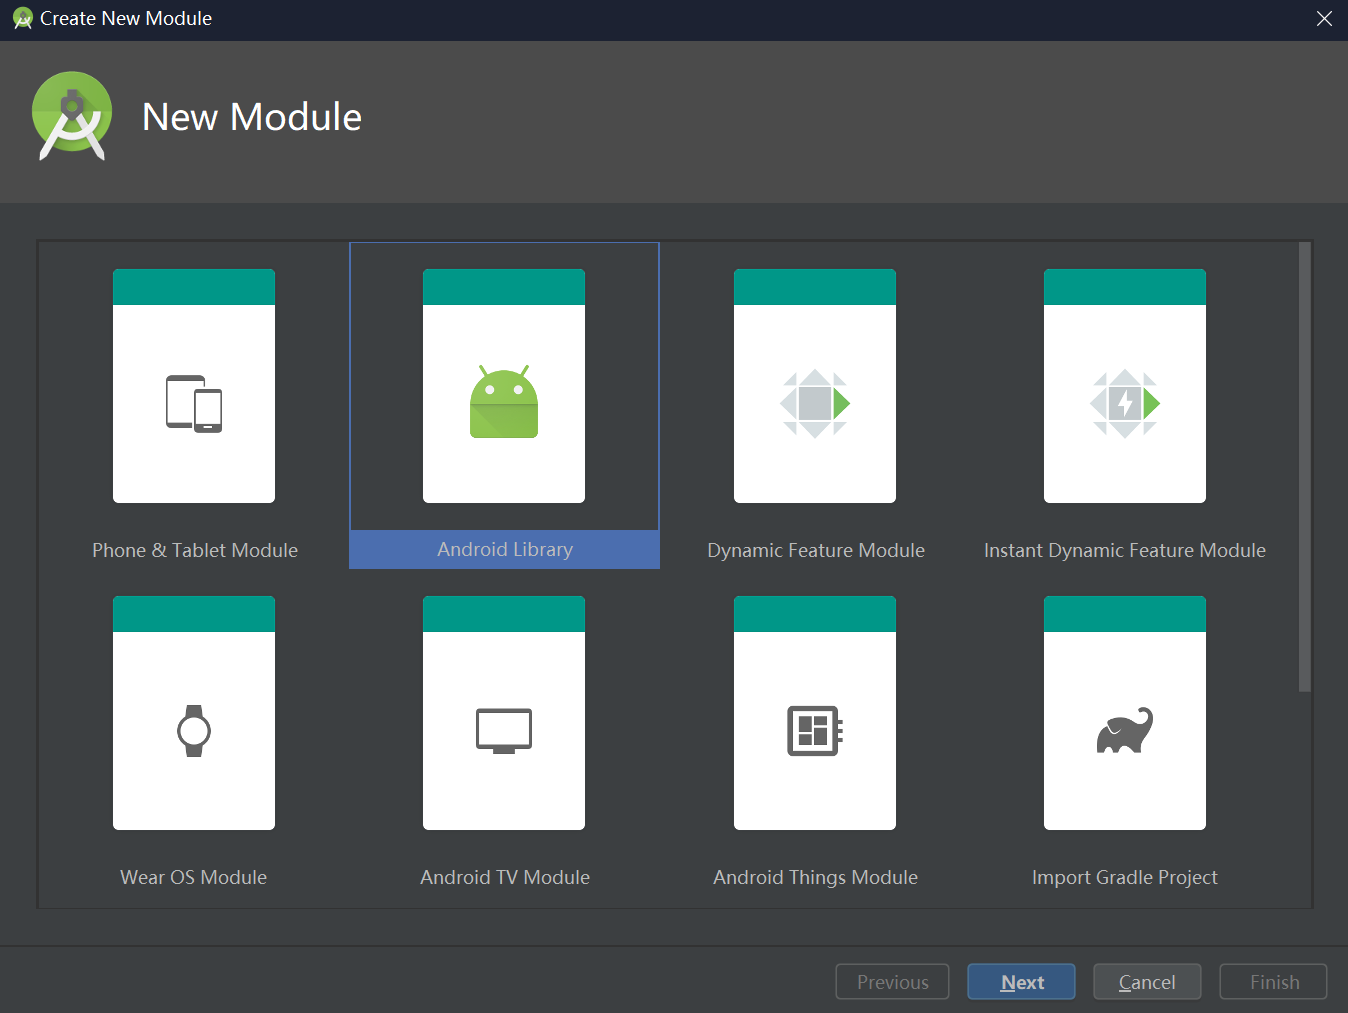 Create New Module
New Module
Phone & Tablet Module
Android Library
Dynamic Feature Module
Instant Dynamic Feature Module
Wear OS Module
Android TV Module
Android Things Module
Import Gradle Project
Previous
Next
Cancel
Finish